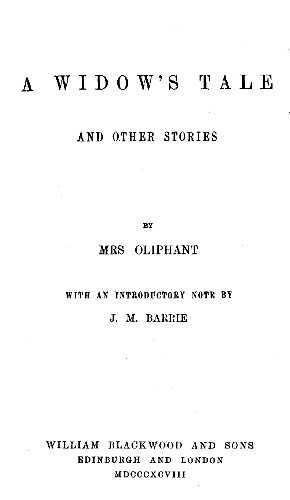 A WIDOW'S TALE
AND OTHER STORIES
BY
MRS OLIPHANT
WITH AN INTRODUCTORY NOTE BY
J. M. BARRIE
WILLIAM BLACKWOOD AND SONS
EDINBURGH AND LONDON
MDCCCXCVIII